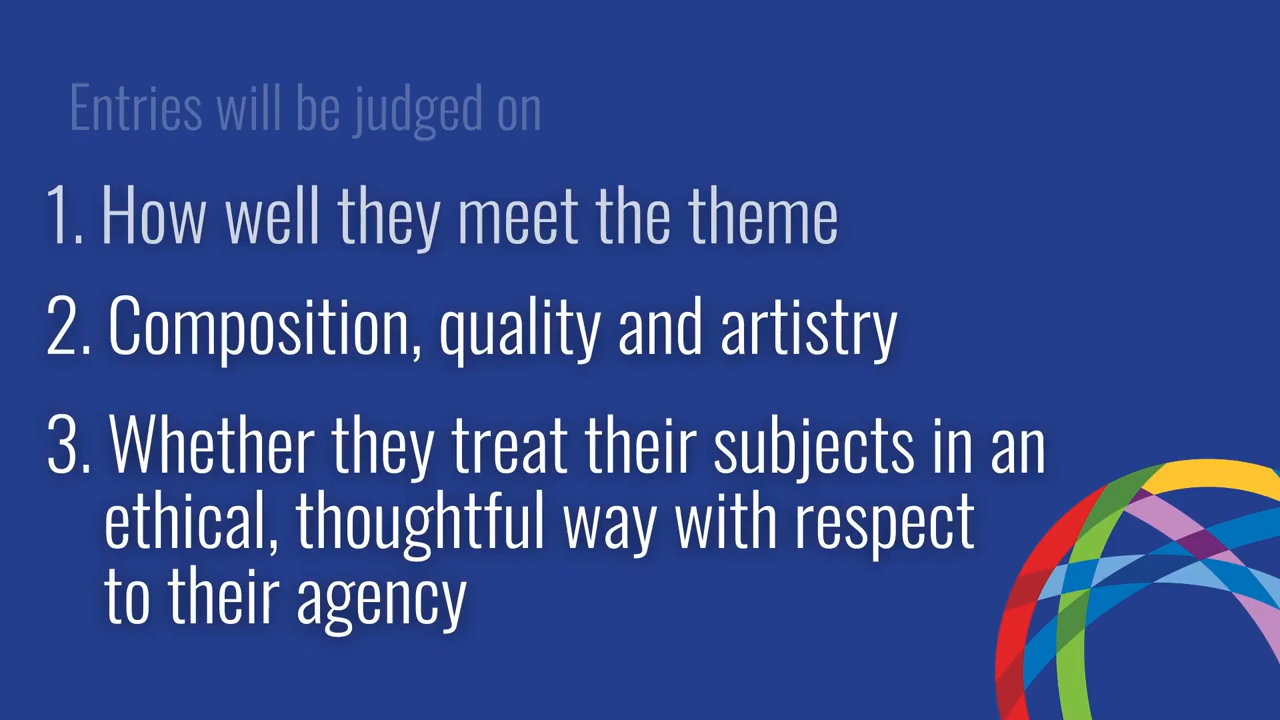 Entries will be judged on
1. How well they meet the theme
2. Composition, quality and artistry
3. Whether they treat their subjects in an
ethical, thoughtful way with respect
to their agency